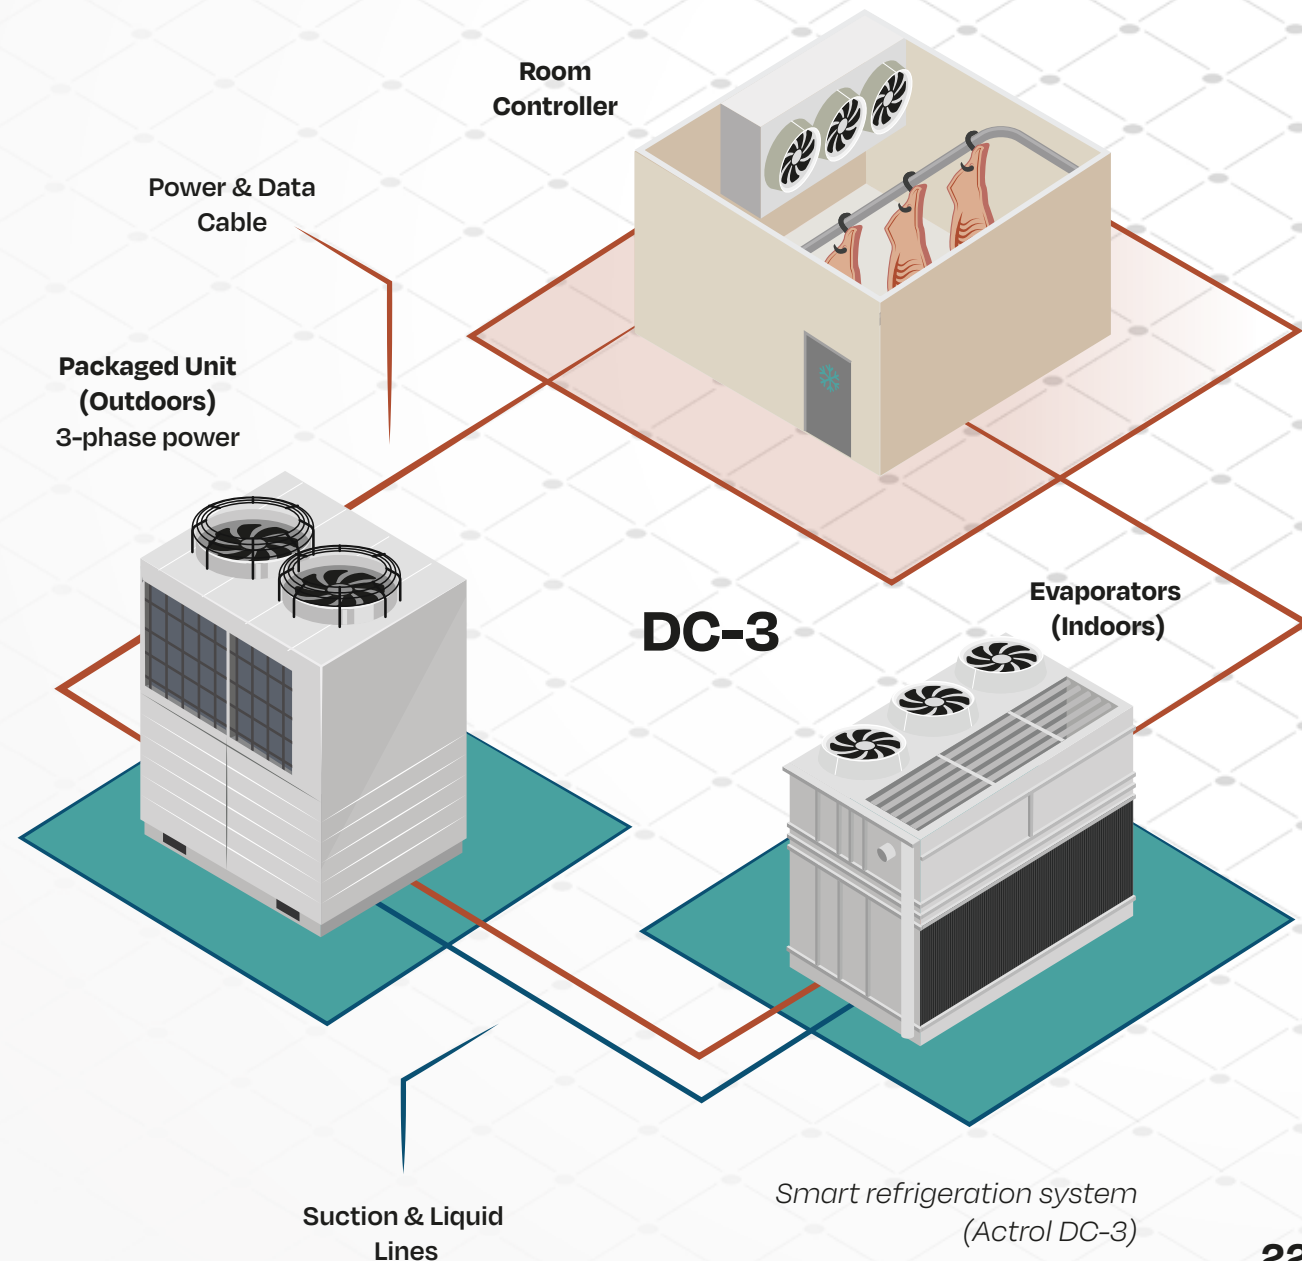 Room
Controller
Power & Data
Cable
Packaged Unit
(Outdoors)
3-phase power
DC-3
Evaporators
(Indoors)
Suction & Liquid
Lines
Smart refrigeration system
(Actrol DC-3)